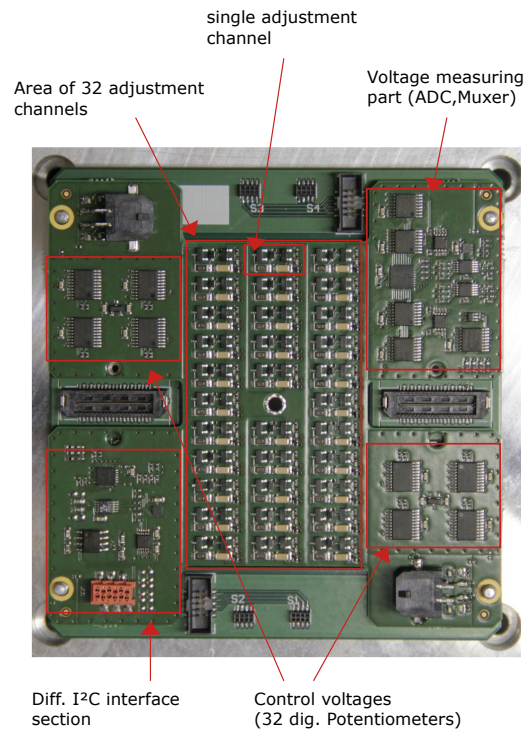 single adjustment
channel
Area of 32 adjustment
channels
Voltage measuring
part (ADC,Muxer)
S3
S4
S2
S1
Diff. I²C interface
section
Control voltages
(32 dig. Potentiometers)